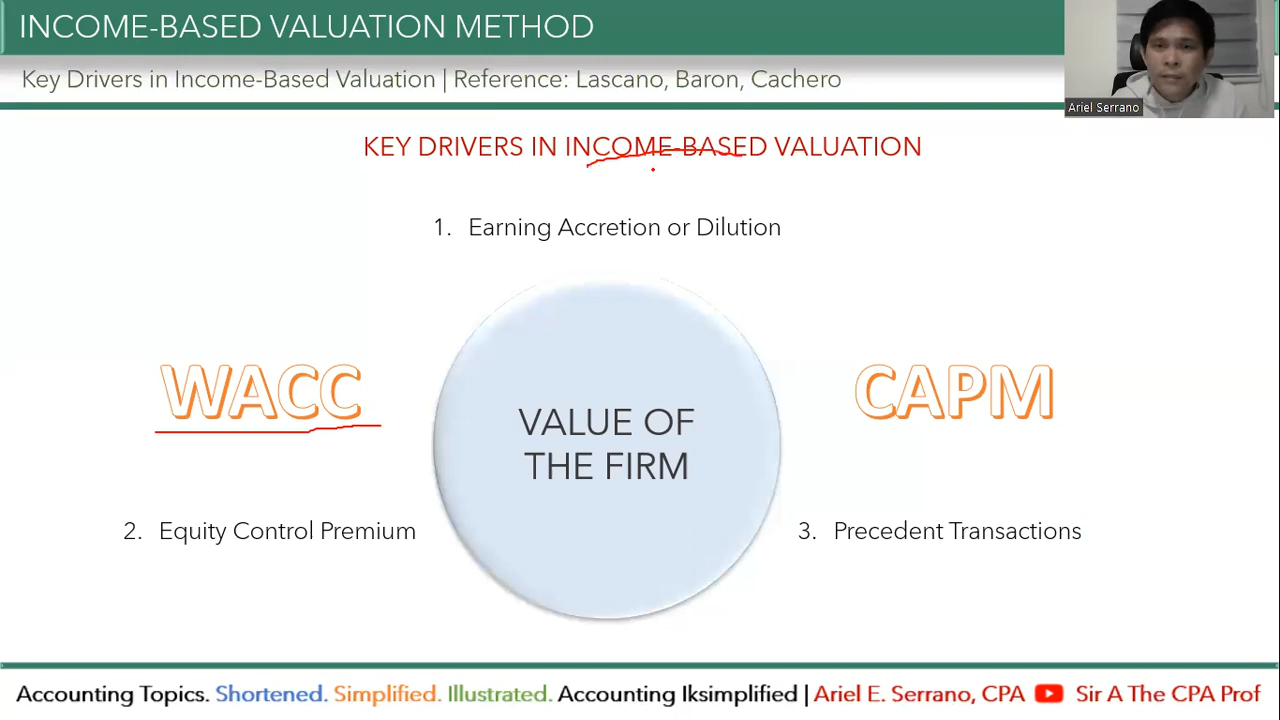 INCOME-BASED VALUATION METHOD
Key Drivers in Income-Based Valuation | Reference: Lascano, Baron, Cachero
Ariel Serrano
KEY DRIVERS IN INCOME-BASED VALUATION
1. Earning Accretion or Dilution
WACC
CAPM
VALUE OF
THE FIRM
2. Equity Control Premium
3. Precedent Transactions
Accounting Topics. Shortened. Simplified. Illustrated. Accounting Iksimplified | Ariel E. Serrano, CPA Sir A The CPA Prof